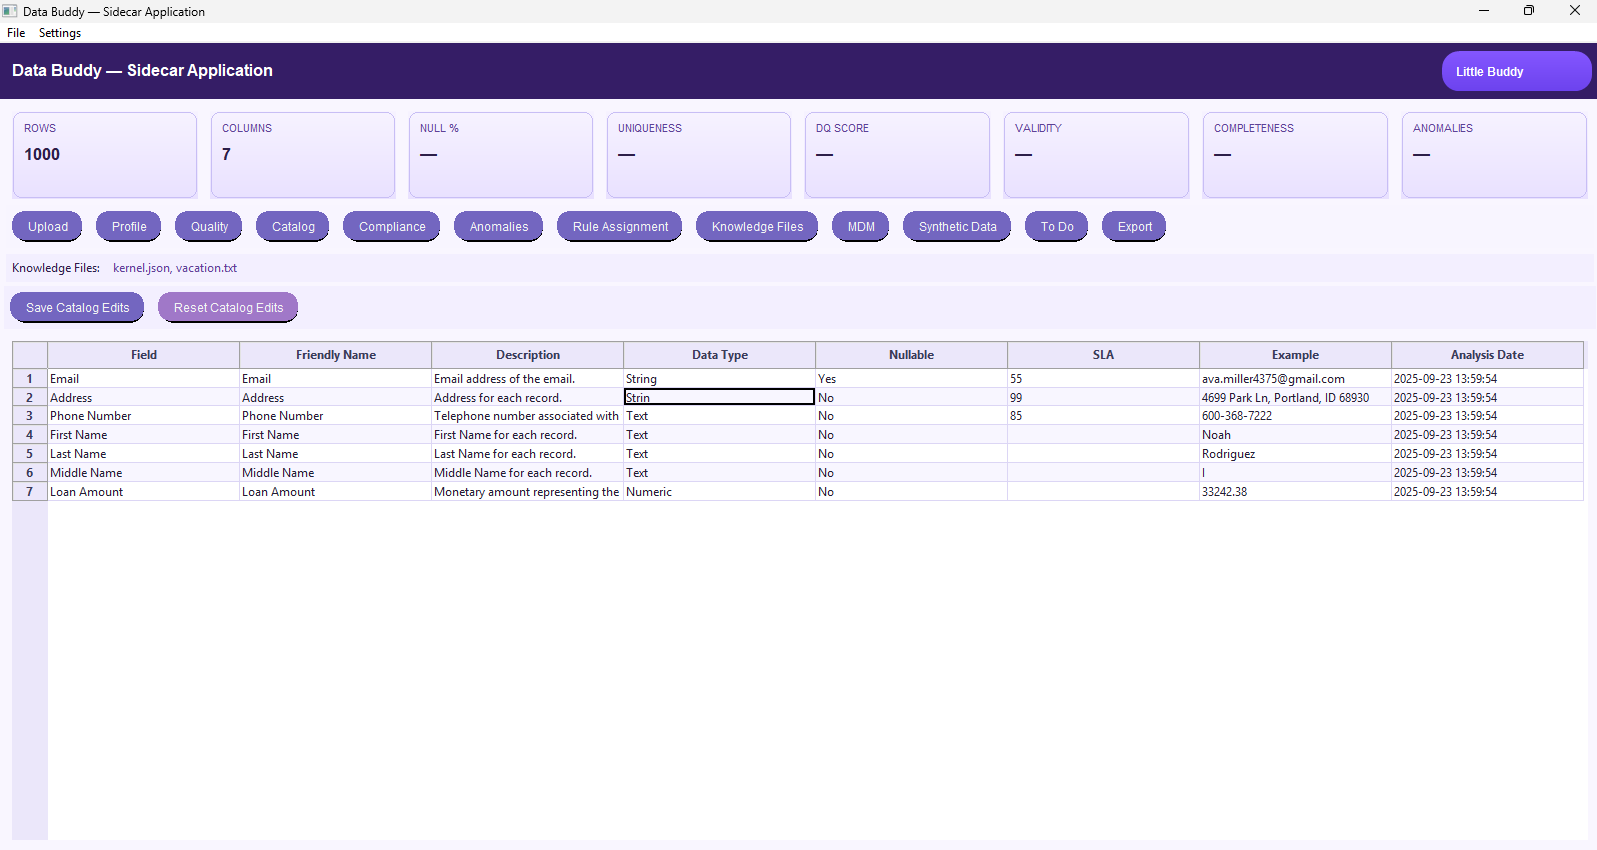 Data Buddy — Sidecar Application
File Settings
Data Buddy — Sidecar Application
Little Buddy
ROWS COLUMNS NULL % UNIQUENESS DQ SCORE VALIDITY COMPLETENESS ANOMALIES
1000 7 — — — — — —
Upload Profile Quality Catalog Compliance Anomalies Rule Assignment Knowledge Files MDM Synthetic Data To Do Export
Knowledge Files: kernel.json, vacation.txt
Save Catalog Edits Reset Catalog Edits
Field Friendly Name Description Data Type Nullable SLA Example Analysis Date
1 Email Email Email address of the email. String Yes 55 ava.miller4375@gmail.com 2025-09-23 13:59:54
2 Address Address Address for each record. Strin No 99 4699 Park Ln, Portland, ID 68930 2025-09-23 13:59:54
3 Phone Number Phone Number Telephone number associated with Text No 85 600-368-7222 2025-09-23 13:59:54
4 First Name First Name First Name for each record. Text No Noah 2025-09-23 13:59:54
5 Last Name Last Name Last Name for each record. Text No Rodriguez 2025-09-23 13:59:54
6 Middle Name Middle Name Middle Name for each record. Text No I 2025-09-23 13:59:54
7 Loan Amount Loan Amount Monetary amount representing the Numeric No 33242.38 2025-09-23 13:59:54